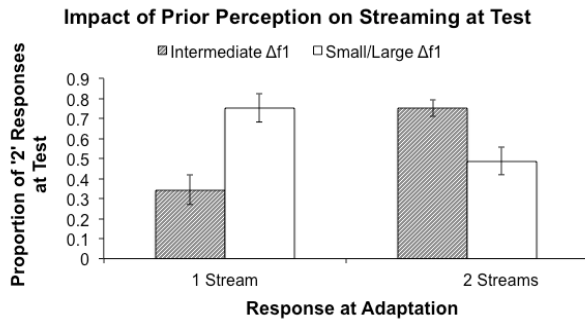 Impact of Prior Perception on Streaming at Test
Intermediate Δf1 Small/Large Δf1
Proportion of '2' Responses
at Test
0.9
0.8
0.7
0.6
0.5
0.4
0.3
0.2
0.1
0
1 Stream 2 Streams
Response at Adaptation